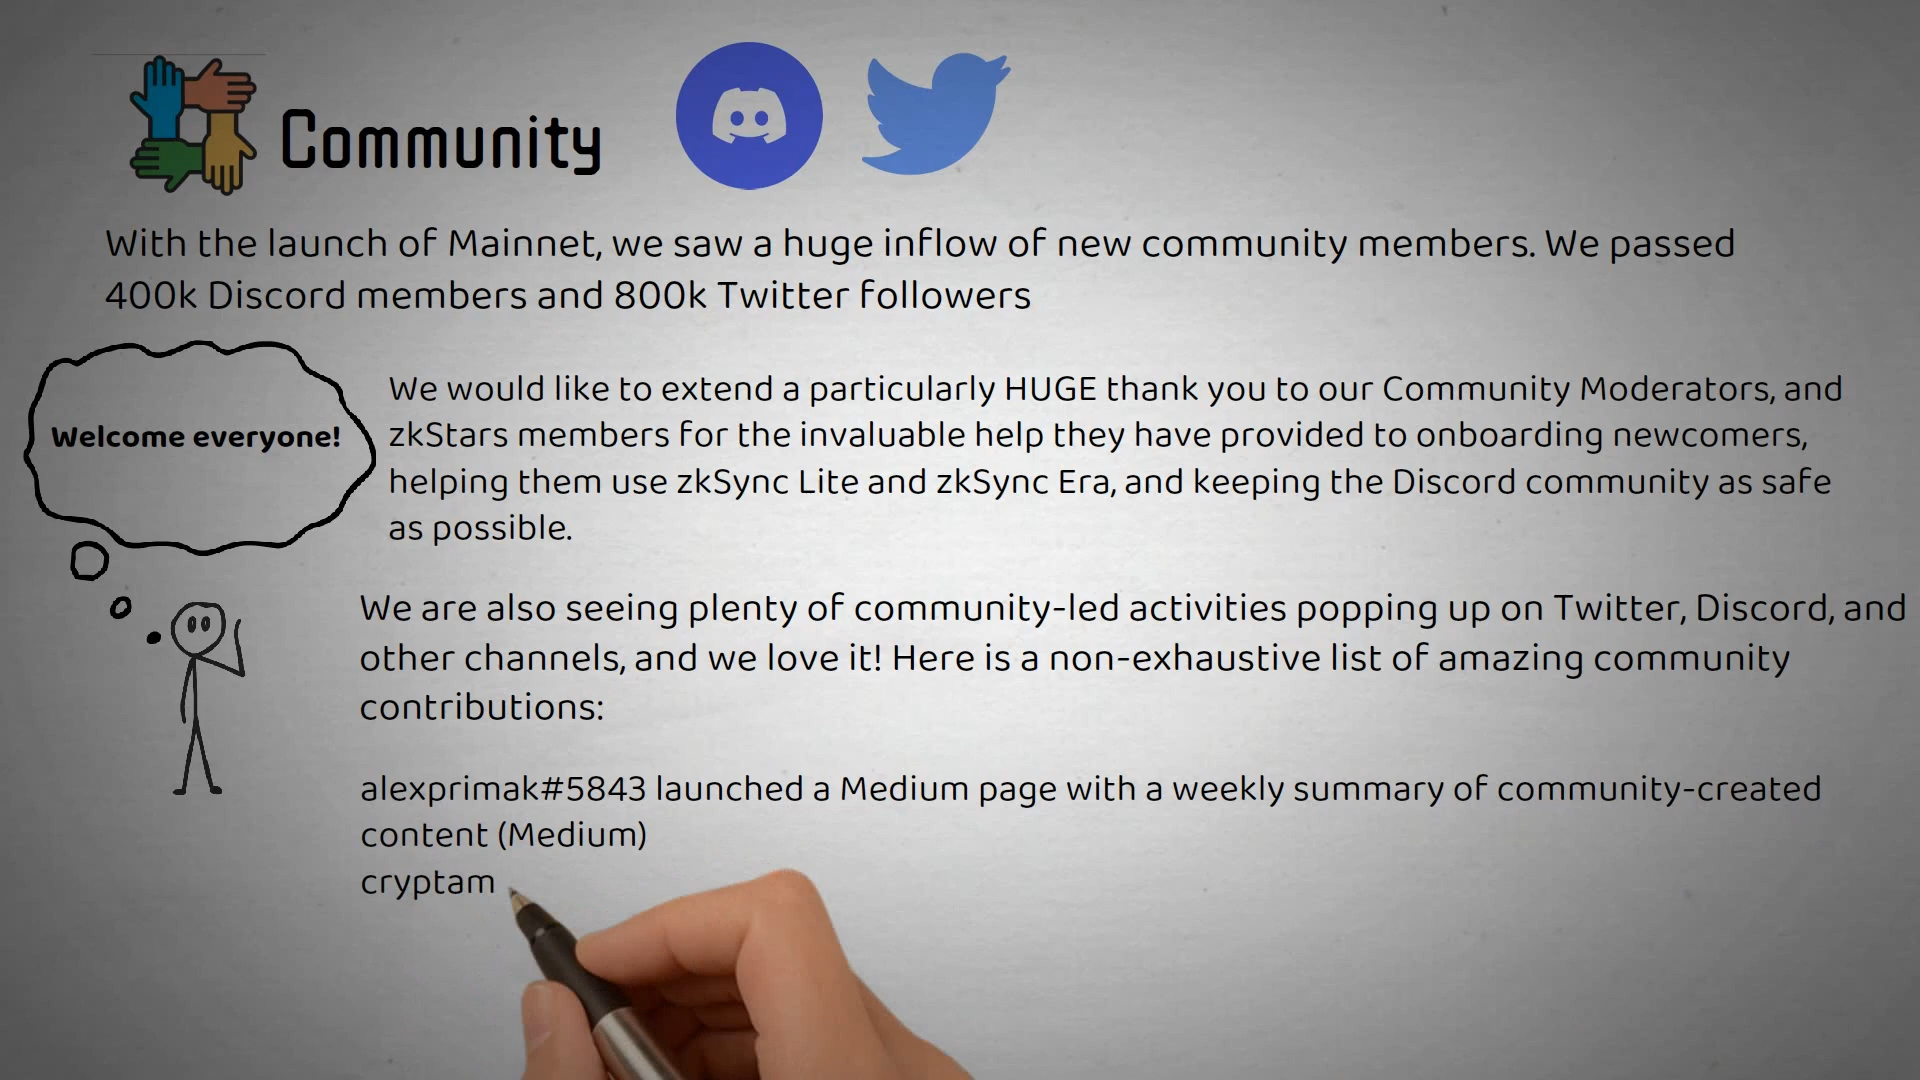 Community
With the launch of Mainnet, we saw a huge inflow of new community members. We passed
400k Discord members and 800k Twitter followers
Welcome everyone!
We would like to extend a particularly HUGE thank you to our Community Moderators, and
zkStars members for the invaluable help they have provided to onboarding newcomers,
helping them use zkSync Lite and zkSync Era, and keeping the Discord community as safe
as possible.
We are also seeing plenty of community-led activities popping up on Twitter, Discord, and
other channels, and we love it! Here is a non-exhaustive list of amazing community
contributions:
alexprimak#5843 launched a Medium page with a weekly summary of community-created
content (Medium)
cryptam